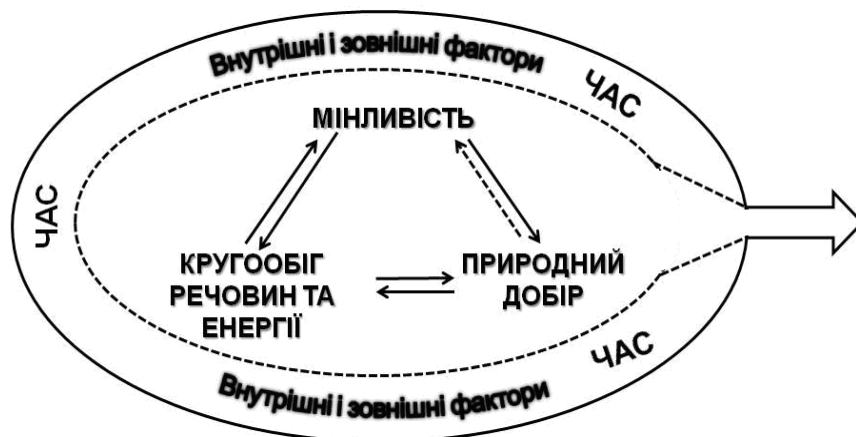 Внутрішні і зовнішні фактори
ЧАС
МІНЛИВІСТЬ
ЧАС
КРУГООБІГ
РЕЧОВИН ТА
ЕНЕРГІЇ
ПРИРОДНИЙ
ДОБІР
ЧАС
Внутрішні і зовнішні фактори